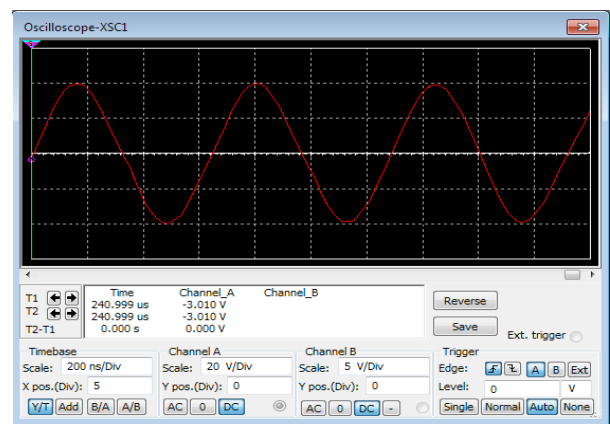 Oscilloscope-XSC1
Time Channel_A Channel_B
T1 240.999 us -3.010 V
T2 240.999 us -3.010 V
T2-T1 0.000 s 0.000 V
Reverse
Save
Ext. trigger
Timebase
Scale: 200 ns/Div
X pos.(Div): 5
Y/T Add B/A A/B
Channel A
Scale: 20 V/Div
Y pos.(Div): 0
AC 0 DC
Channel B
Scale: 5 V/Div
Y pos.(Div): 0
AC 0 DC -
Trigger
Edge: A B Ext
Level: 0 V
Single Normal Auto None